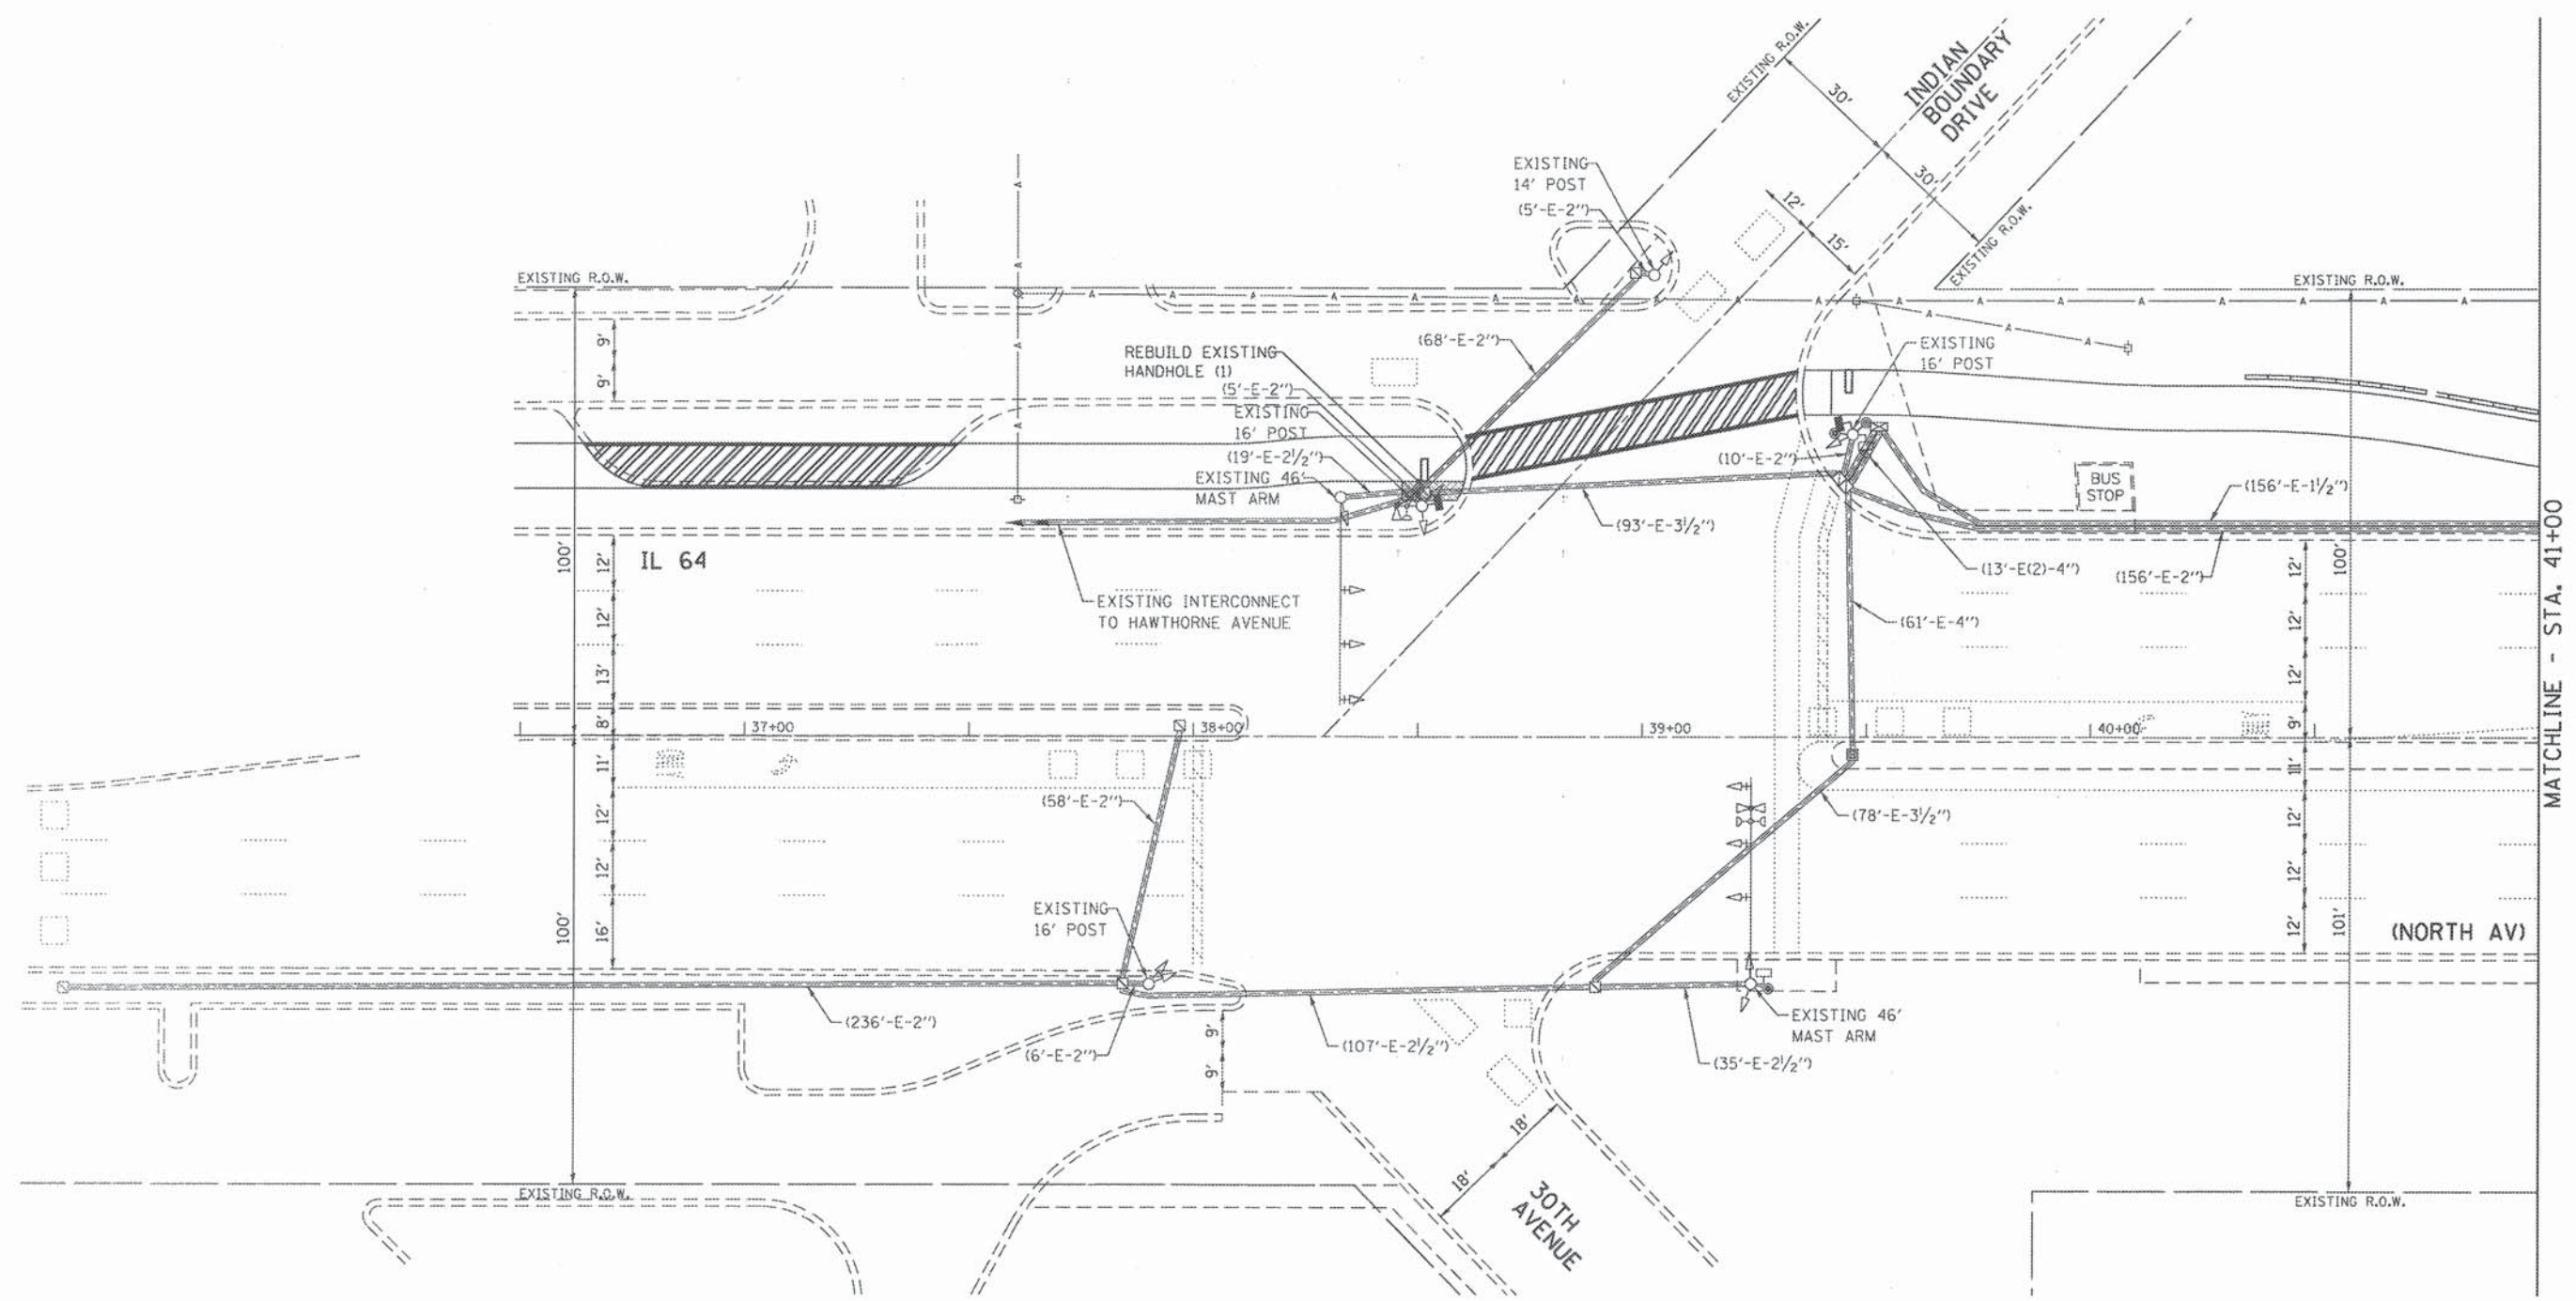 EXISTING R.O.W.
30'
INDIAN
BOUNDARY
DRIVE
30'
EXISTING R.O.W.
12'
15'
EXISTING
14' POST
(5'-E-2")
EXISTING R.O.W.
EXISTING R.O.W.
9'
9'
(68'-E-2")
REBUILD EXISTING
HANDHOLE (1)
(5'-E-2")
EXISTING
16' POST
(19'-E-2½")
EXISTING 46'
MAST ARM
EXISTING
16' POST
(10'-E-2")
BUS
STOP
(156'-E-1½")
(93'-E-3½")
(13'-E(2)-4")
(156'-E-2")
100'
12'
IL 64
12'
13'
8'
11'
12'
12'
16'
100'
EXISTING INTERCONNECT
TO HAWTHORNE AVENUE
(61'-E-4")
12'
100'
12'
12'
9'
11'
12'
12'
12'
101'
MATCHLINE - STA. 41+00
37+00
38+00
39+00
40+00
(58'-E-2")
(78'-E-3½")
EXISTING
16' POST
(NORTH AV)
(236'-E-2")
(6'-E-2")
9'
9'
(107'-E-2½")
EXISTING 46'
MAST ARM
(35'-E-2½")
18'
18'
30TH
AVENUE
EXISTING R.O.W.
EXISTING R.O.W.